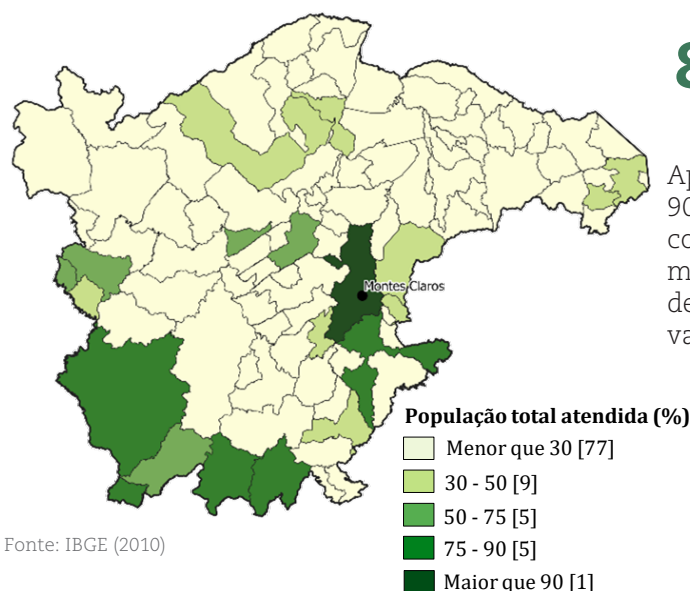 8
Ap
90
co
m
de
va
Montes Claros
População total atendida (%)
Menor que 30 [77]
30 - 50 [9]
50 - 75 [5]
75 - 90 [5]
Maior que 90 [1]
Fonte: IBGE (2010)